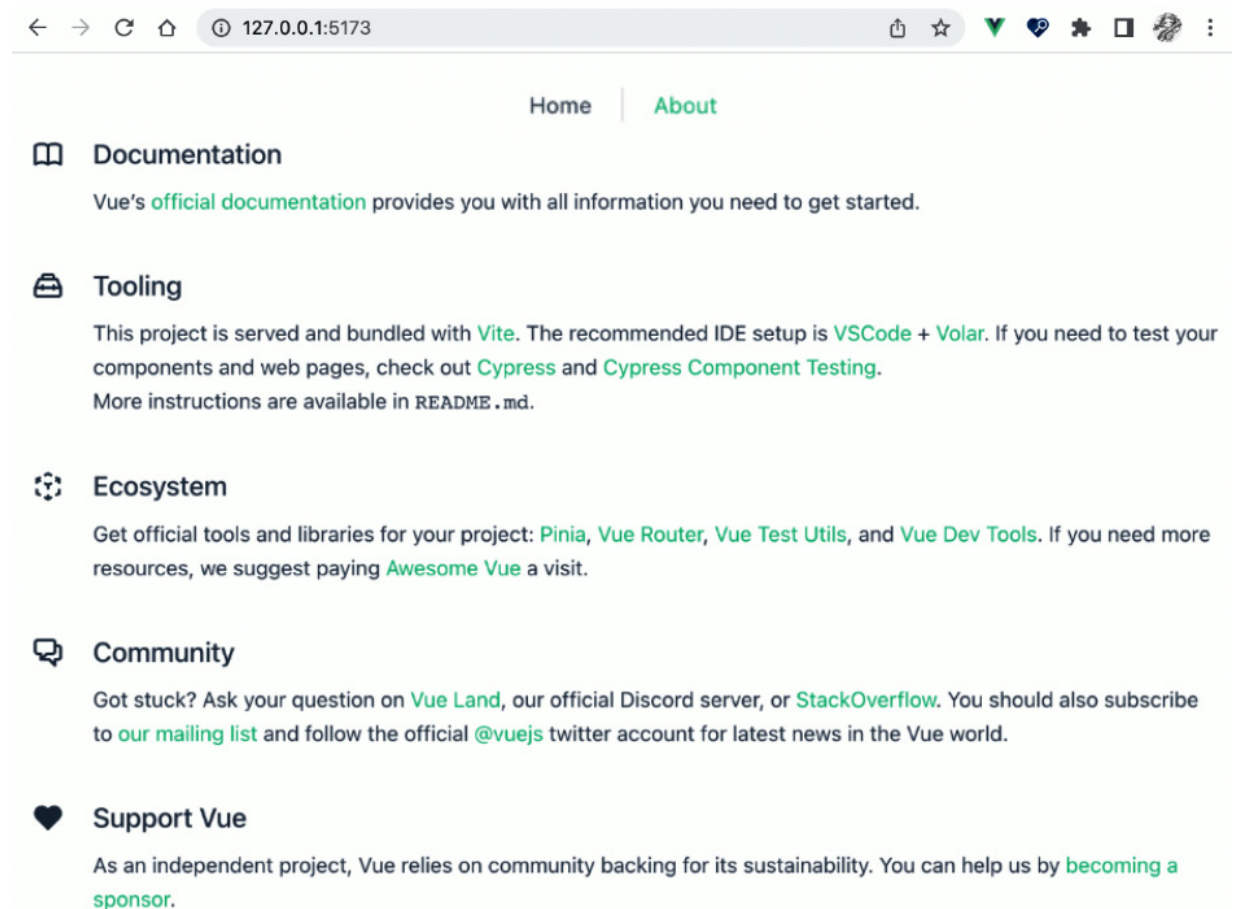 127.0.0.1:5173
Home About
Documentation
Vue’s official documentation provides you with all information you need to get started.
Tooling
This project is served and bundled with Vite. The recommended IDE setup is VSCode + Volar. If you need to test your
components and web pages, check out Cypress and Cypress Component Testing.
More instructions are available in README.md.
Ecosystem
Get official tools and libraries for your project: Pinia, Vue Router, Vue Test Utils, and Vue Dev Tools. If you need more
resources, we suggest paying Awesome Vue a visit.
Community
Got stuck? Ask your question on Vue Land, our official Discord server, or StackOverflow. You should also subscribe
to our mailing list and follow the official @vuejs twitter account for latest news in the Vue world.
Support Vue
As an independent project, Vue relies on community backing for its sustainability. You can help us by becoming a
sponsor.